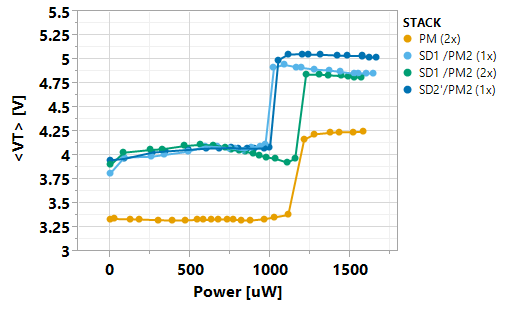 5.5
5.25
5
4.75
4.5
4.25
4
3.75
3.5
3.25
3
<VT> [V]
0
500
1000
1500
Power [uW]
STACK
PM (2x)
SD1 /PM2 (1x)
SD1 /PM2 (2x)
SD2'/PM2 (1x)